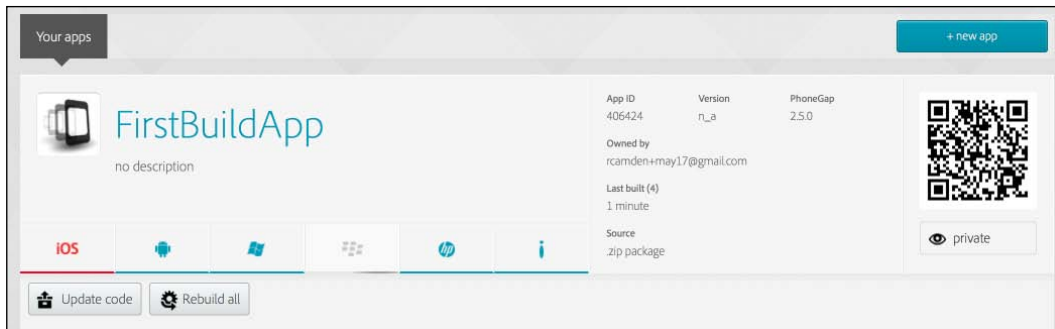 Your apps
+ new app
FirstBuildApp
no description
App ID
Version
PhoneGap
406424
n_a
2.5.0
Owned by
rcamden+may17@gmail.com
Last built (4)
1 minute
Source
.zip package
private
iOS
hp
i
Update code
Rebuild all